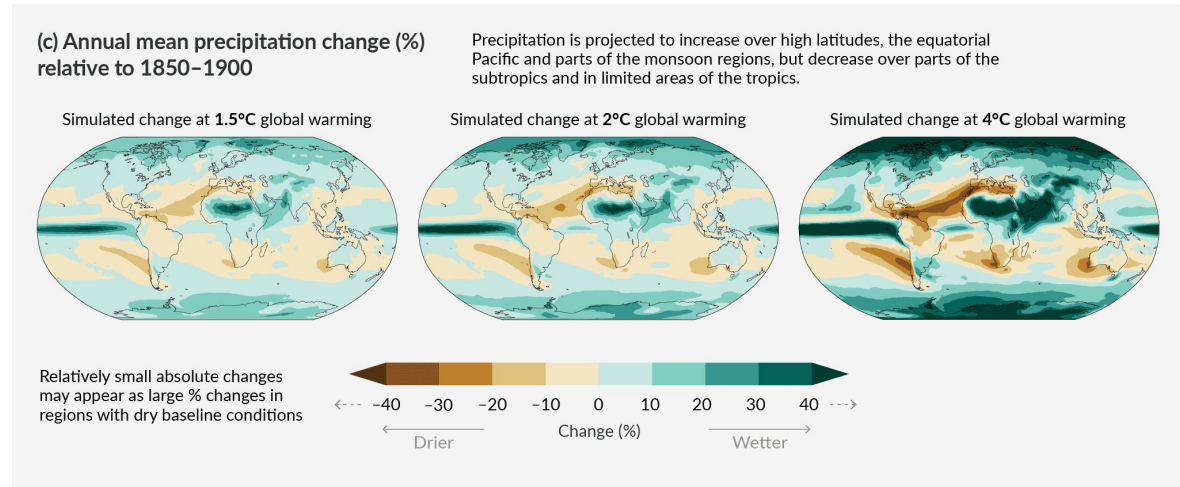 (c) Annual mean precipitation change (%)
relative to 1850–1900
Precipitation is projected to increase over high latitudes, the equatorial
Pacific and parts of the monsoon regions, but decrease over parts of the
subtropics and in limited areas of the tropics.
Simulated change at 1.5°C global warming
Simulated change at 2°C global warming
Simulated change at 4°C global warming
Relatively small absolute changes
may appear as large % changes in
regions with dry baseline conditions
–40 –30 –20 –10 0 10 20 30 40
Change (%)
Drier
Wetter